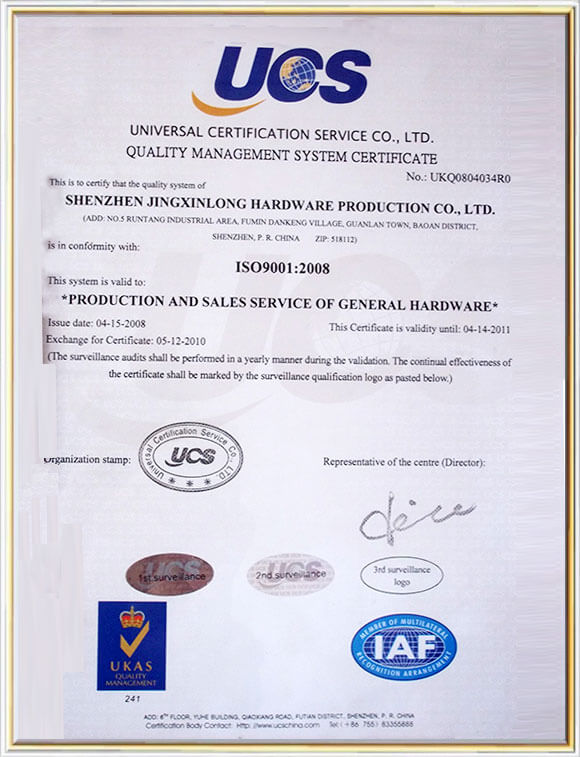 UCS
UNIVERSAL CERTIFICATION SERVICE CO., LTD.
QUALITY MANAGEMENT SYSTEM CERTIFICATE
No.: UKQ0804034R0
This is to certify that the quality system of
SHENZHEN JINGXINLONG HARDWARE PRODUCTION CO., LTD.
(ADD: NO.5 RUNTANG INDUSTRIAL AREA, FUMIN DANKENG VILLAGE, GUANLAN TOWN, BAOAN DISTRICT,
SHENZHEN, P. R. CHINA ZIP: 518112)
is in conformity with:
ISO9001:2008
This system is valid to:
*PRODUCTION AND SALES SERVICE OF GENERAL HARDWARE*
Issue date: 04-15-2008 This Certificate is validity until: 04-14-2011
Exchange for Certificate: 05-12-2010
(The surveillance audits shall be performed in a yearly manner during the validation. The continual effectiveness of
the certificate shall be marked by the surveillance qualification logo as pasted below.)
Organization stamp: Representative of the centre (Director):
Universal Certification Service Co., LTD.
UCS
UCS
1st surveillance
UCS
2nd surveillance
3rd surveillance
logo
UKAS
QUALITY
MANAGEMENT
241
MEMBER OF MULTILATERAL
IAF
RECOGNITION ARRANGEMENT
ADD: 6TH FLOOR, YUHE BUILDING, QIAOXIANG ROAD, FUTIAN DISTRICT, SHENZHEN, P. R. CHINA
Certification Body Contact: Http: //www.ucschina.com Tel: (+86 755) 83355888